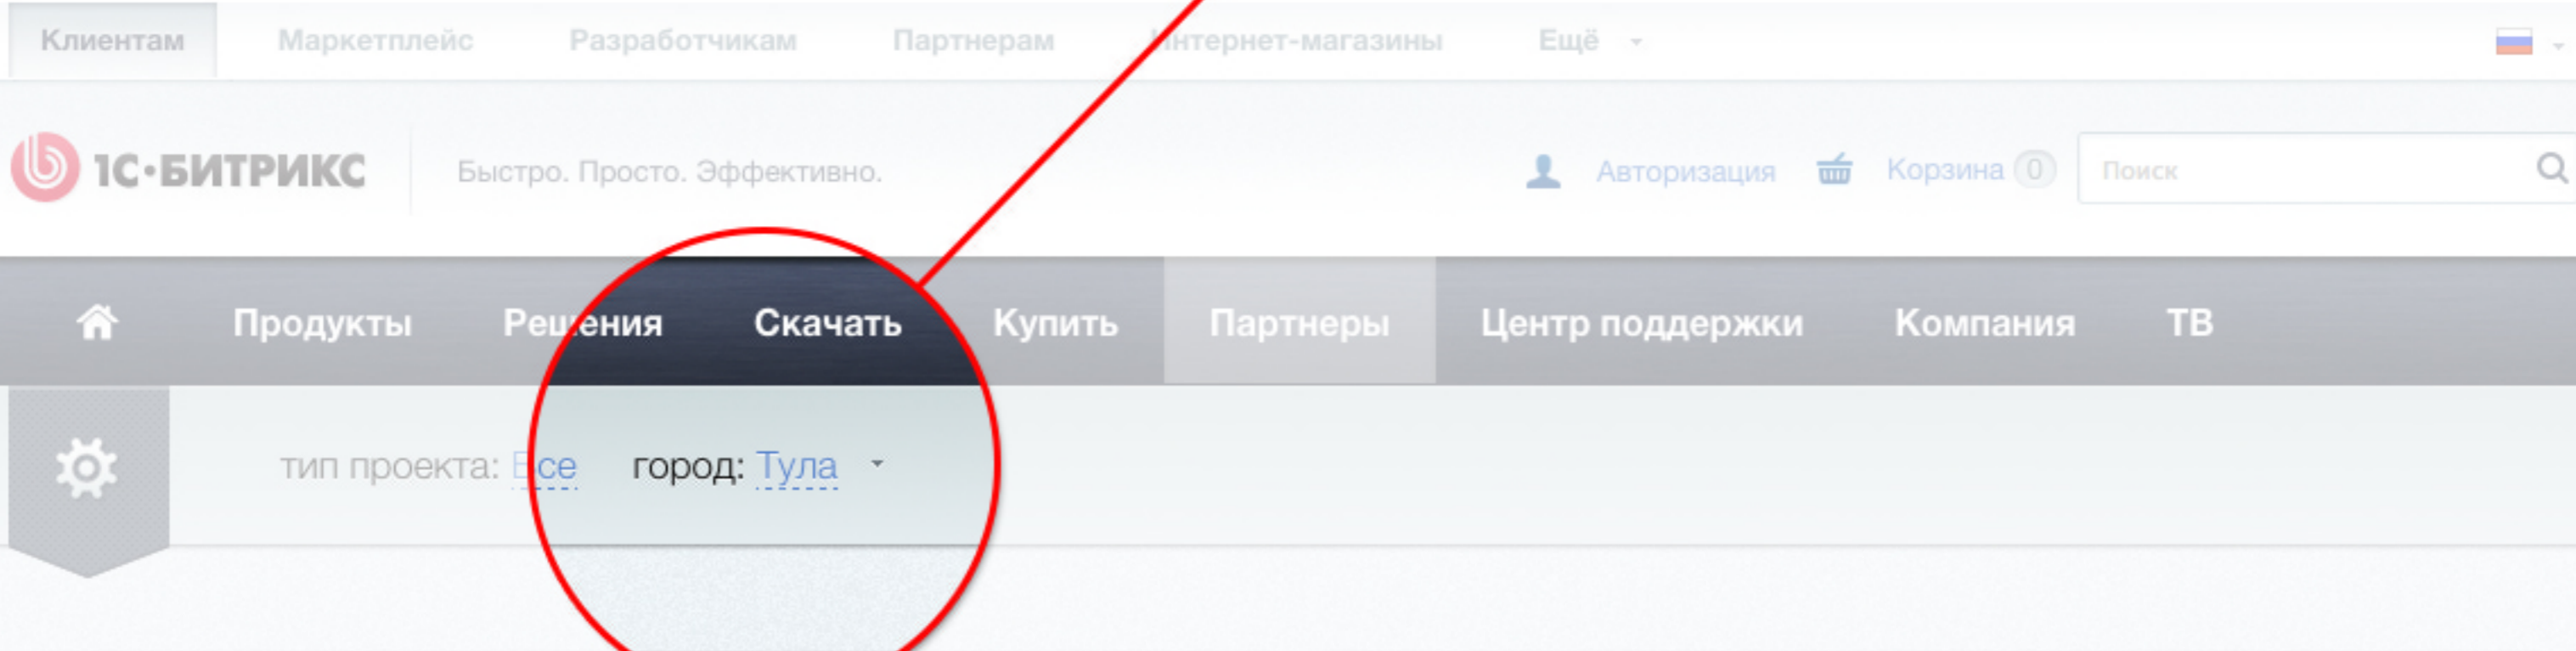 Клиентам Маркетплейс Разработчикам Партнерам Интернет-магазины Ещё
1С·БИТРИКС Быстро. Просто. Эффективно. Авторизация Корзина 0 Поиск
Продукты Решения Скачать Купить Партнеры Центр поддержки Компания ТВ
тип проекта: Все город: Тула